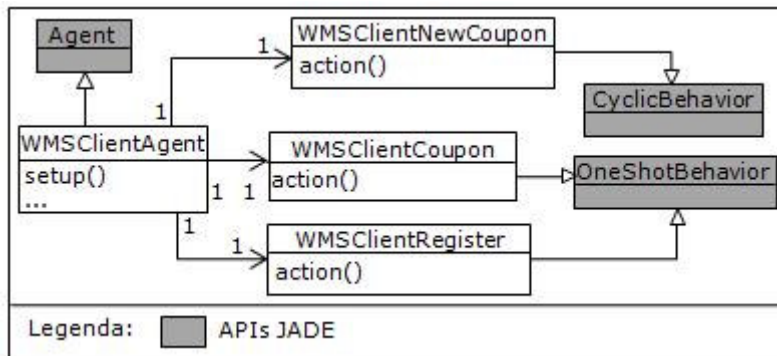 Agent
1
WMSClientNewCoupon
action()
CyclicBehavior
1
WMSClientAgent
setup()
...
1
1
WMSClientCoupon
action()
OneShotBehavior
1
1
WMSClientRegister
action()
Legenda:
APIs JADE